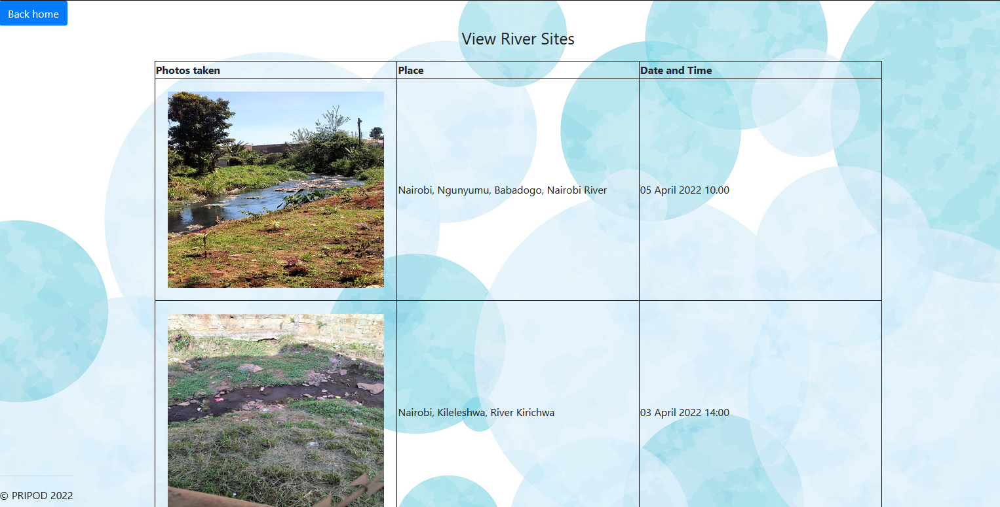 Back home
View River Sites
Photos taken Place Date and Time
Nairobi, Ngunyumu, Babadogo, Nairobi River 05 April 2022 10.00
Nairobi, Kileleshwa, River Kirichwa 03 April 2022 14:00
© PRIPOD 2022